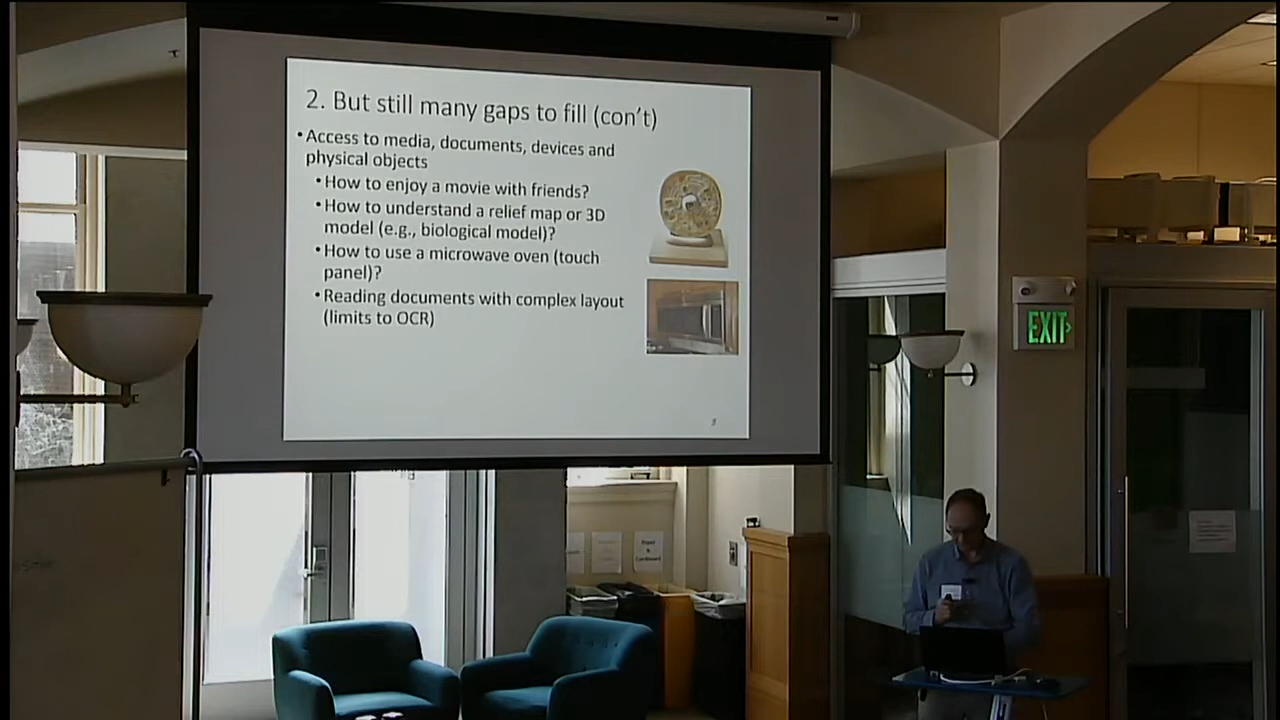 2. But still many gaps to fill (con't)
•Access to media, documents, devices and
physical objects
•How to enjoy a movie with friends?
•How to understand a relief map or 3D
model (e.g., biological model)?
•How to use a microwave oven (touch
panel)?
•Reading documents with complex layout
(limits to OCR)
EXIT